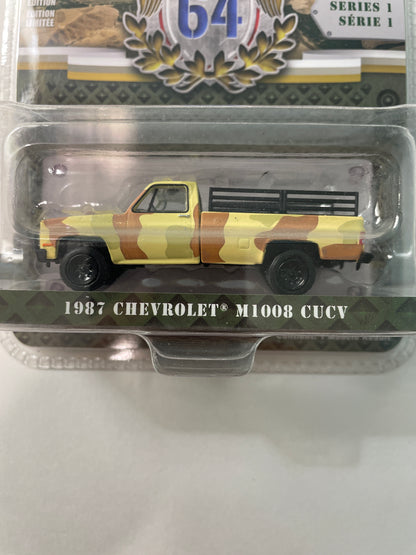 EDITION
ÉDITION
LIMITÉE
64
SERIES 1
SÉRIE 1
1987 CHEVROLET® M1008 CUCV